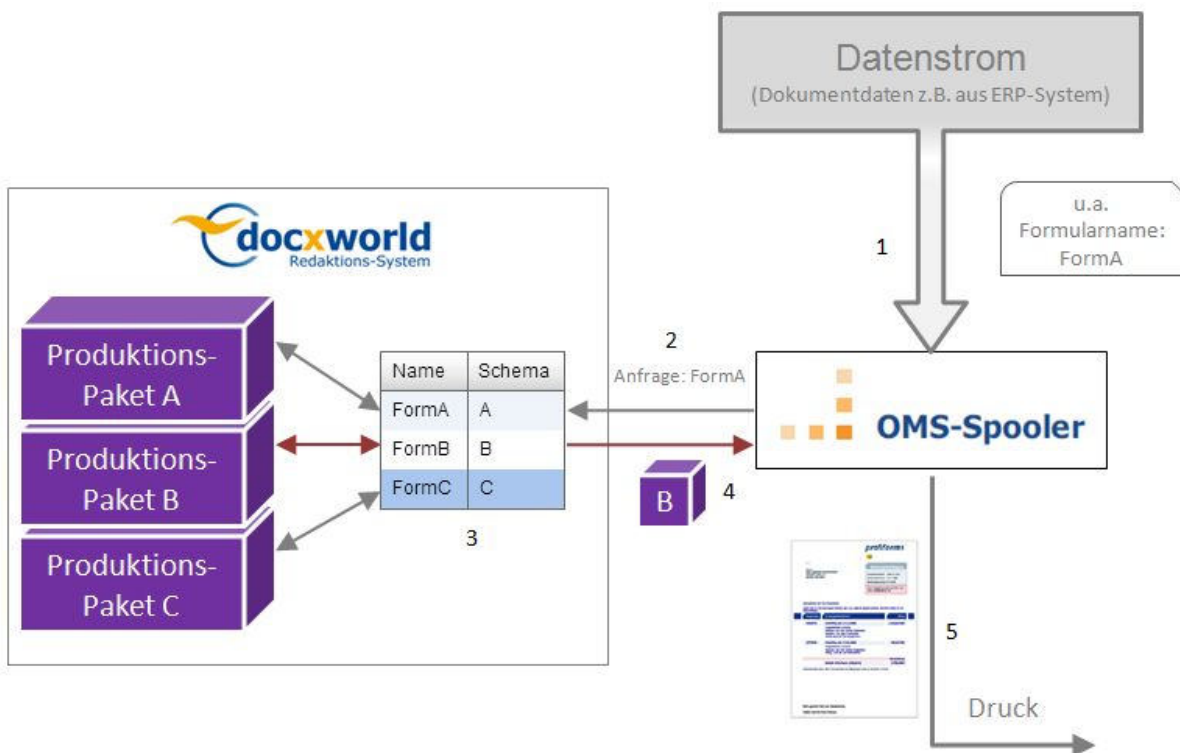 Datenstrom
(Dokumentdaten z.B. aus ERP-System)
u.a.
Formularname:
FormA
1
docxworld
Redaktions-System
Produktions-
Paket A
Produktions-
Paket B
Produktions-
Paket C
Name Schema
FormA A
FormB B
FormC C
3
2
Anfrage: FormA
B
4
OMS-Spooler
profiforms
5
Druck